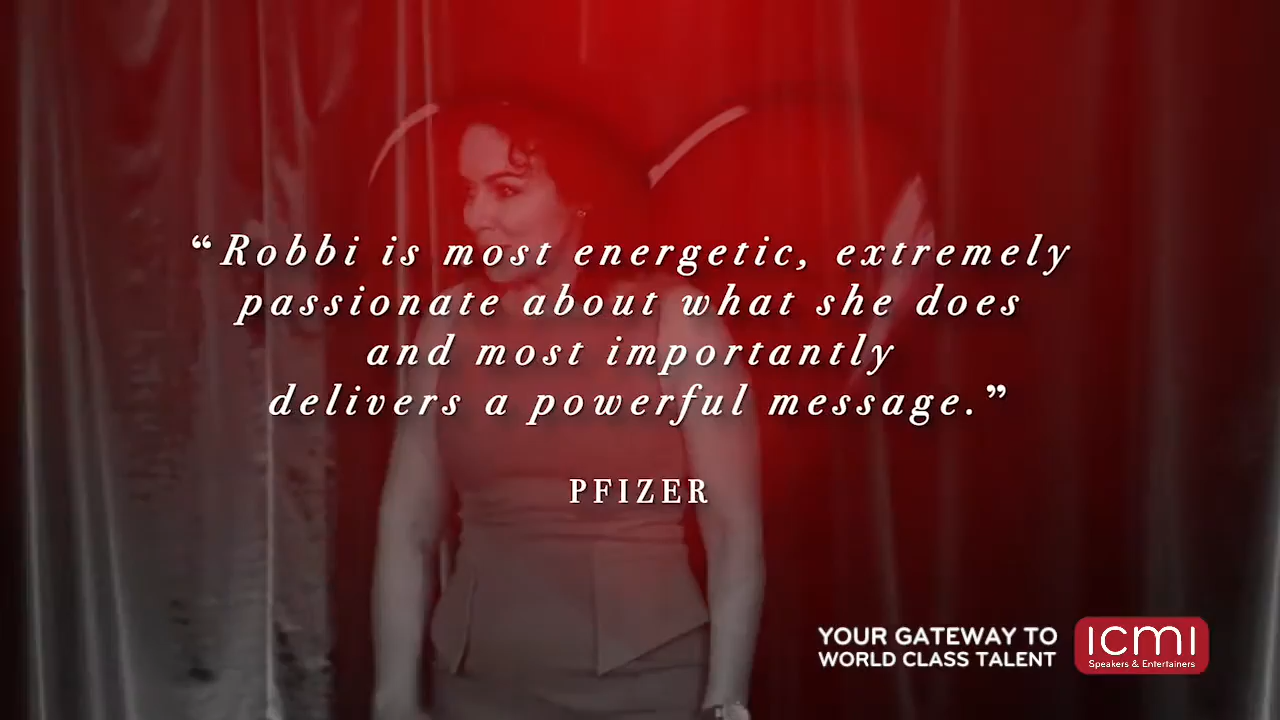 “Robbi is most energetic, extremely
passionate about what she does
and most importantly
delivers a powerful message.”
PFIZER
YOUR GATEWAY TO
WORLD CLASS TALENT
ICMI
Speakers & Entertainers